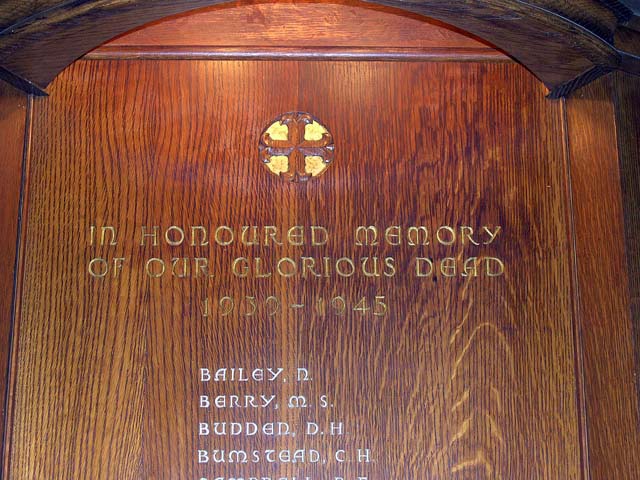 IN HONOURED MEMORY
OF OUR GLORIOUS DEAD
1939 - 1945
BAILEY, N.
BERRY, M. S.
BUDDEN, D. H.
BUMSTEAD, C. H.